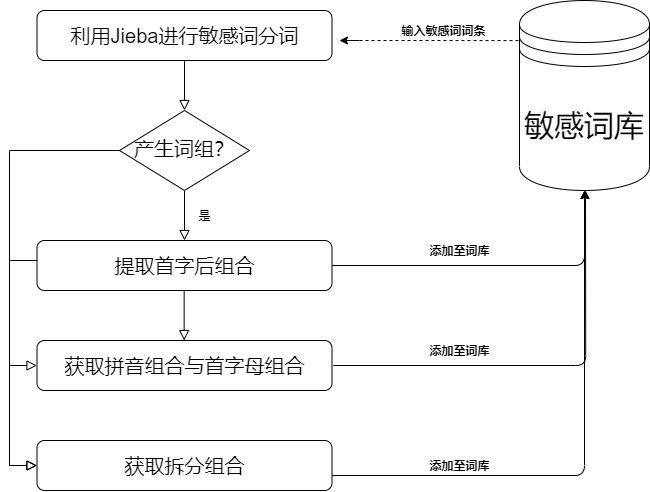 利用Jieba进行敏感词分词
输入敏感词词条
敏感词库
产生词组?
是
提取首字后组合
添加至词库
获取拼音组合与首字母组合
添加至词库
获取拆分组合
添加至词库